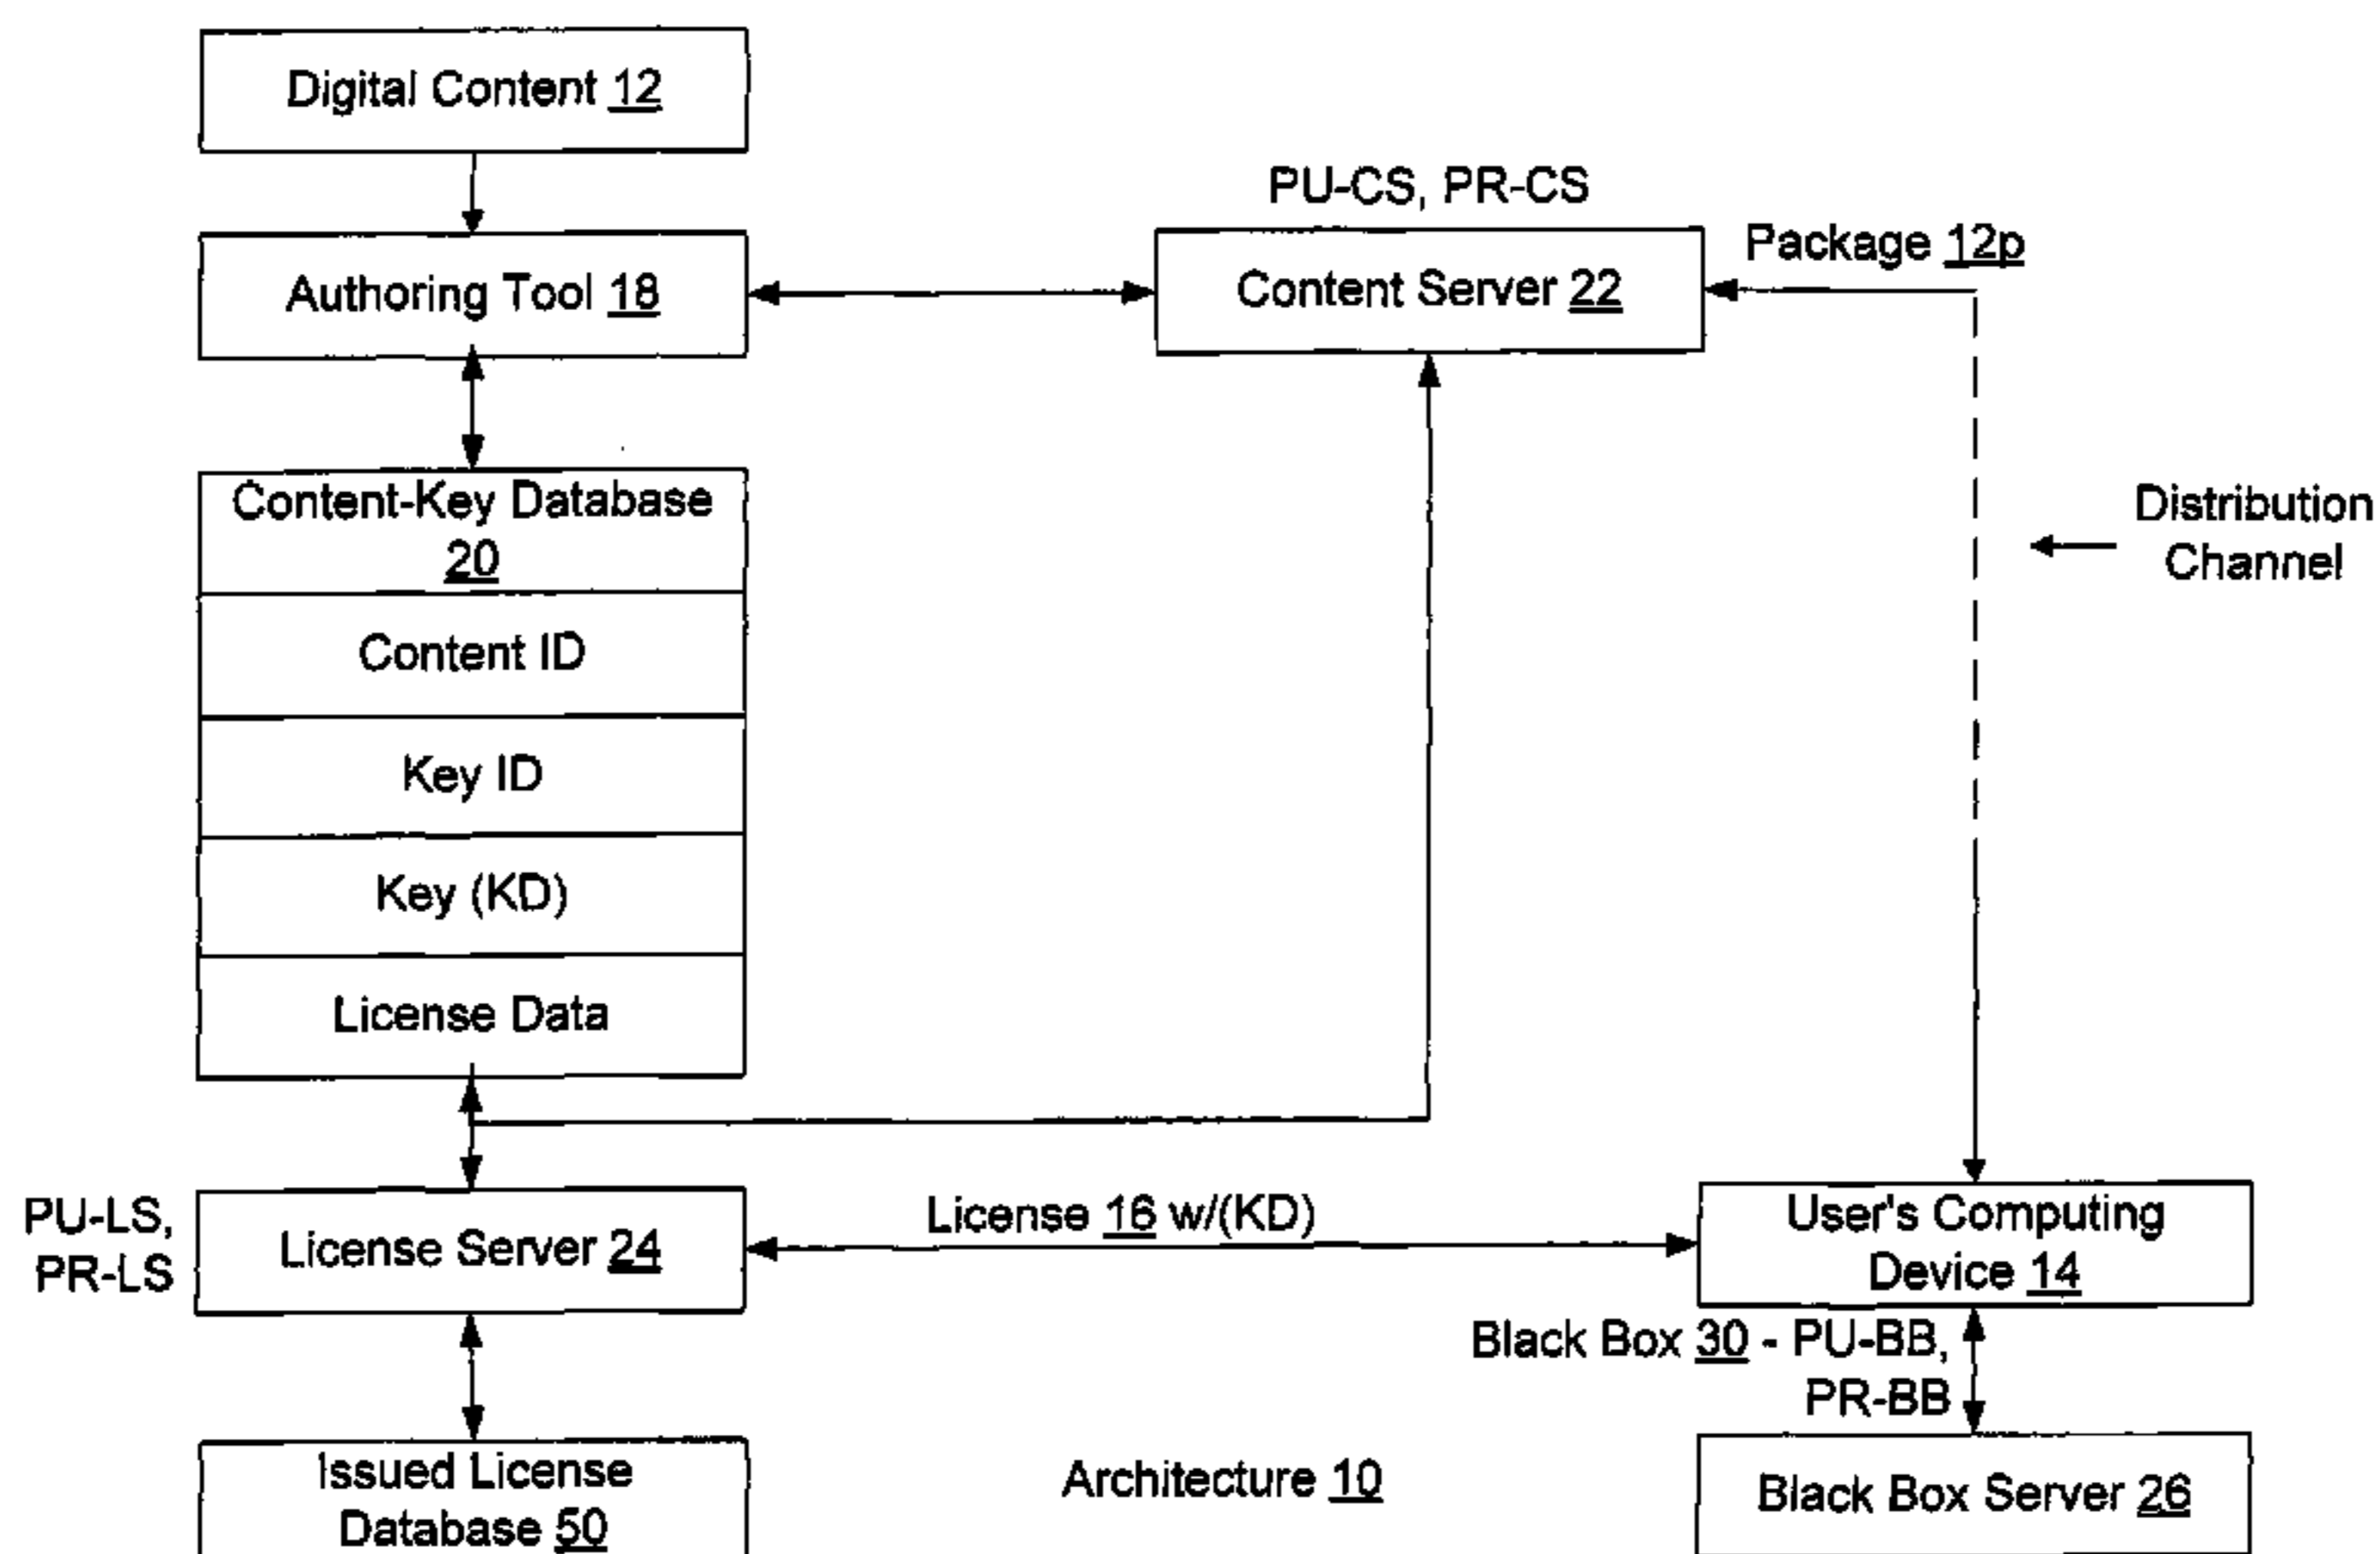 Digital Content 12
PU-CS, PR-CS
Package 12p
Authoring Tool 18
Content Server 22
Content-Key Database
20
Distribution
Channel
Content ID
Key ID
Key (KD)
License Data
PU-LS,
PR-LS
License Server 24
License 16 w/(KD)
User's Computing
Device 14
Black Box 30 - PU-BB,
PR-BB
Issued License
Database 50
Architecture 10
Black Box Server 26